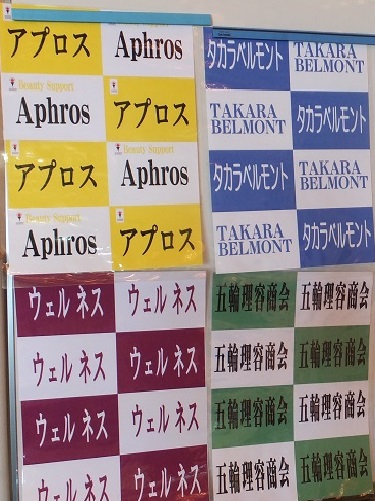 アプロス
Aphros
Beauty Support
Aphros
アプロス
アプロス
Beauty Support
Aphros
Beauty Support
Aphros
アプロス
タカラベルモント
TAKARA
BELMONT
TAKARA
BELMONT
タカラベルモント
タカラベルモント
TAKARA
BELMONT
TAKARA
BELMONT
タカラベルモント
ウェルネス
ウェルネス
ウェルネス
ウェルネス
ウェルネス
ウェルネス
ウェルネス
ウェルネス
五輪理容商会
五輪理容商会
五輪理容商会
五輪理容商会
五輪理容商会
五輪理容商会
五輪理容商会
五輪理容商会